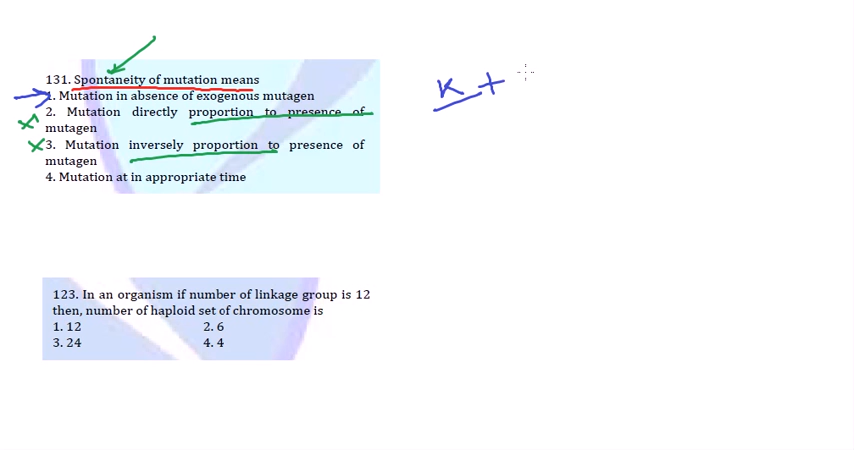 131. Spontaneity of mutation means
1. Mutation in absence of exogenous mutagen
2. Mutation directly proportion to presence of
mutagen
3. Mutation inversely proportion to presence of
mutagen
4. Mutation at in appropriate time
K +
123. In an organism if number of linkage group is 12
then, number of haploid set of chromosome is
1. 12 2. 6
3. 24 4. 4